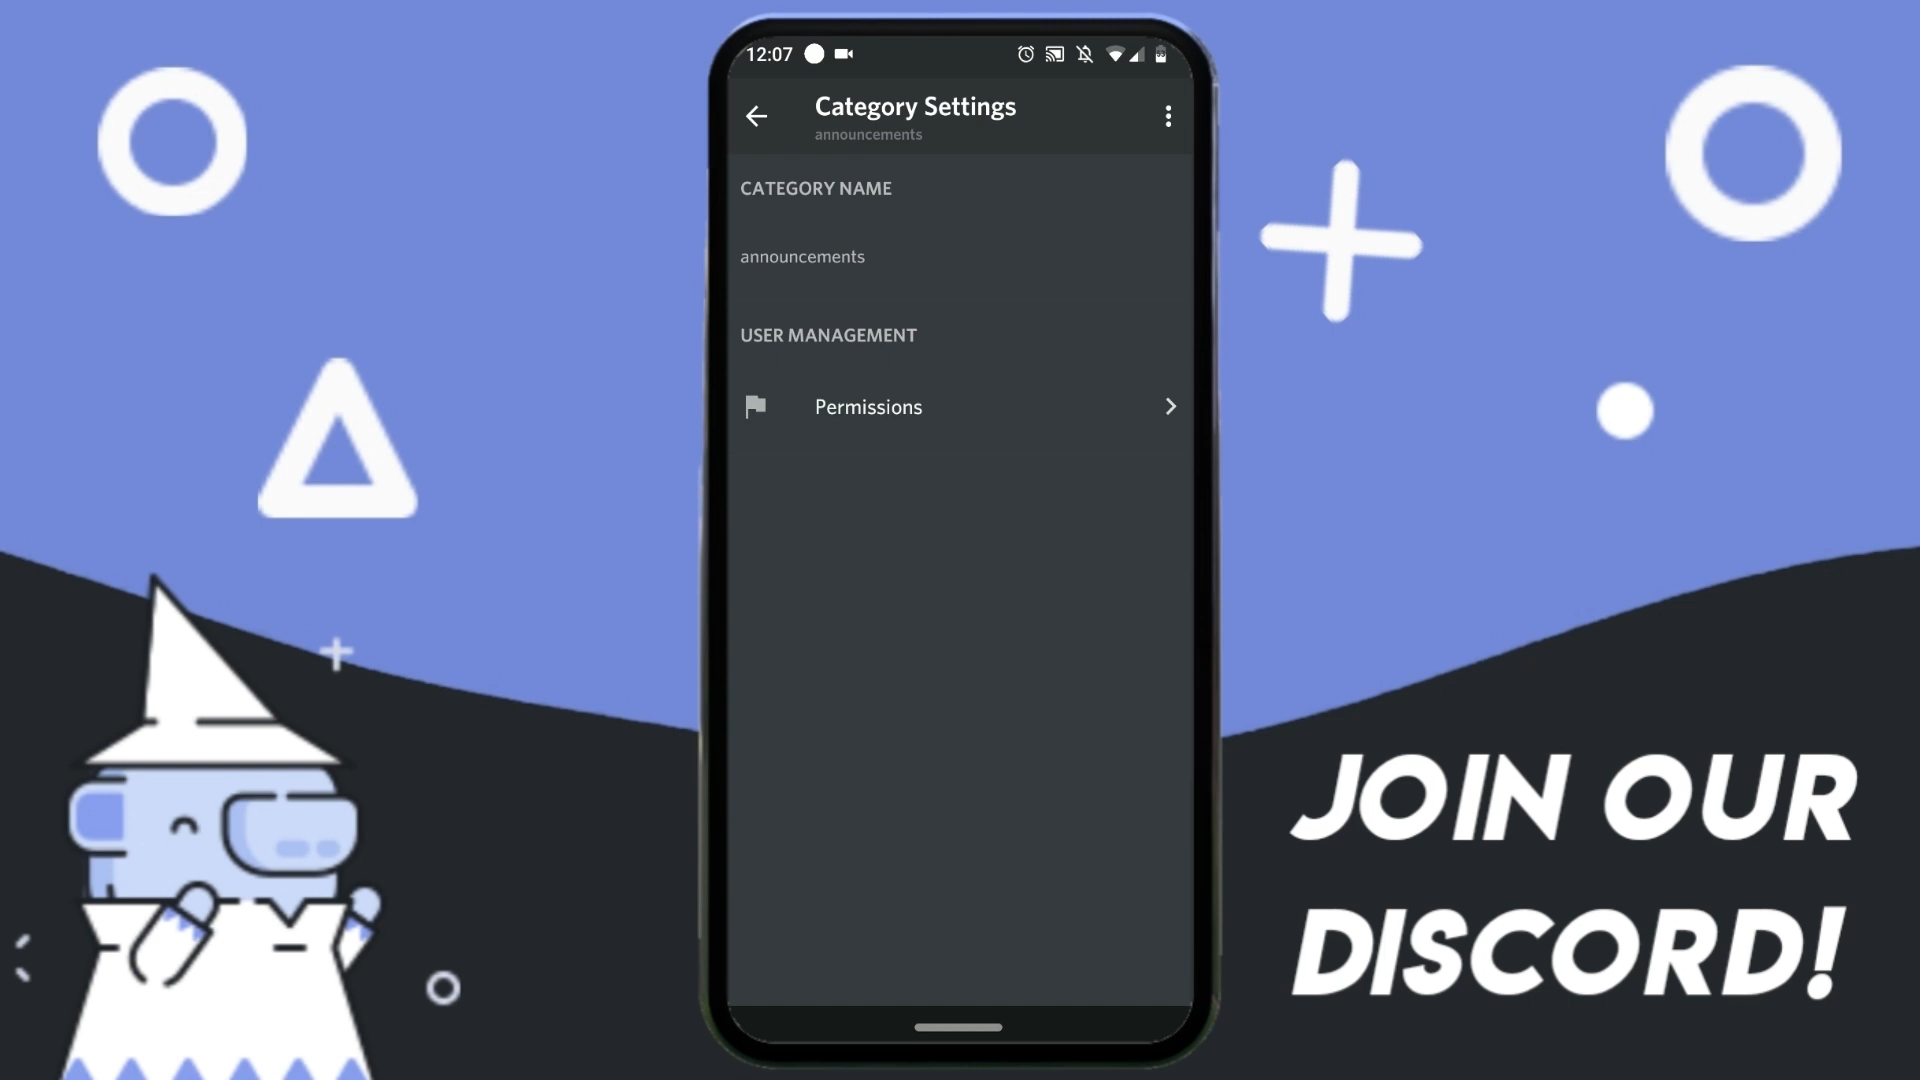 12:07
Category Settings
announcements
CATEGORY NAME
announcements
USER MANAGEMENT
Permissions
JOIN OUR
DISCORD!